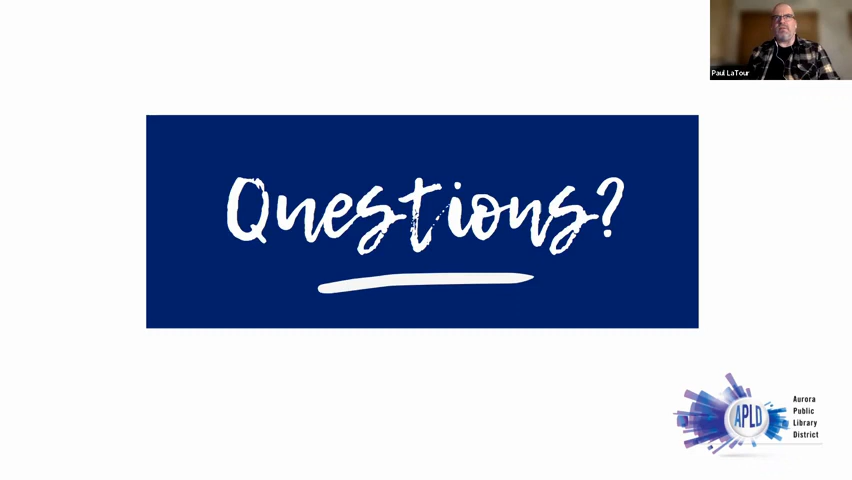 Paul LaTour
Questions?
APLD
Aurora
Public
Library
District